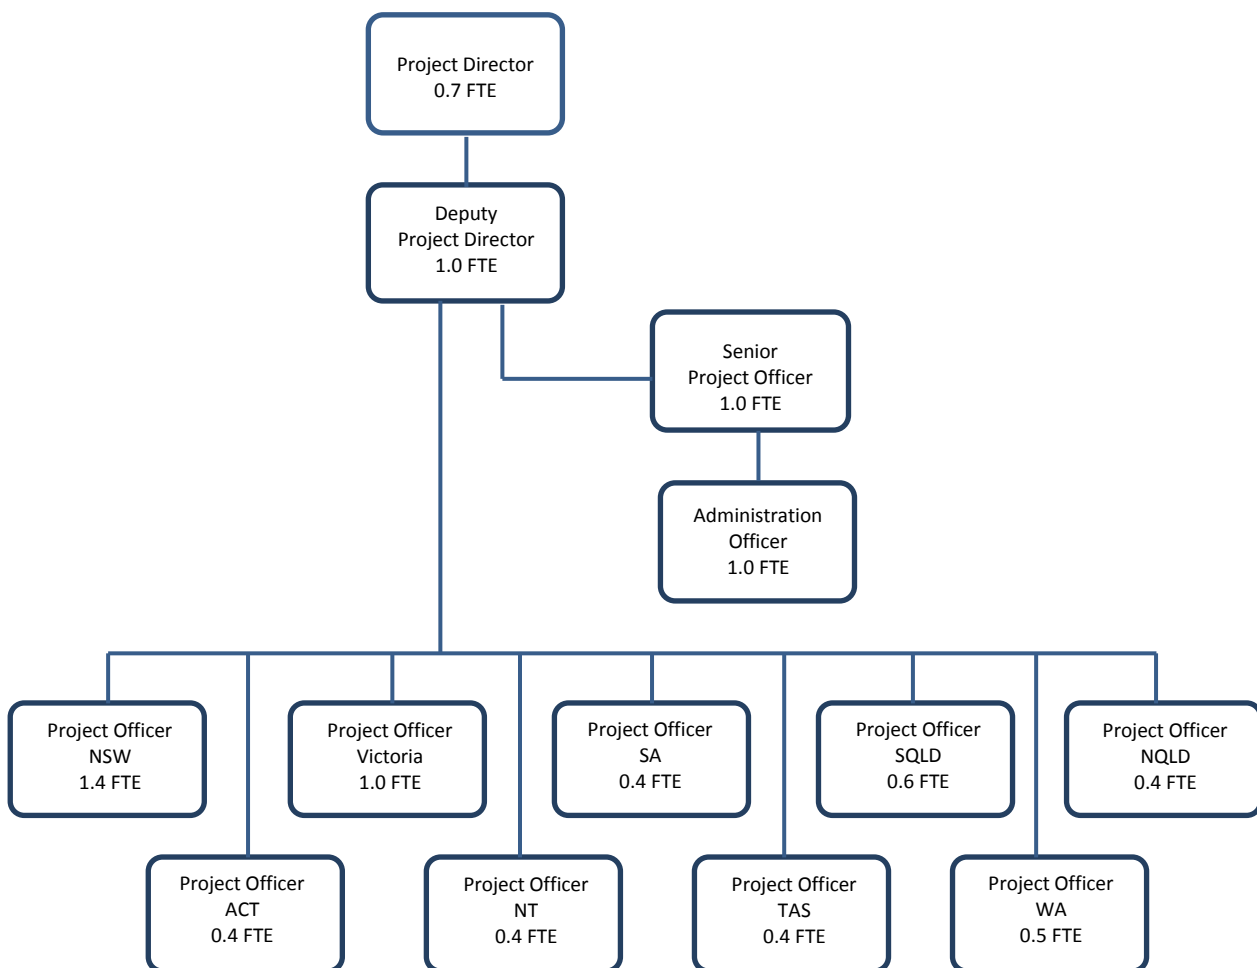 Project Director
0.7 FTE
Deputy
Project Director
1.0 FTE
Senior
Project Officer
1.0 FTE
Administration
Officer
1.0 FTE
Project Officer
NSW
1.4 FTE
Project Officer
Victoria
1.0 FTE
Project Officer
SA
0.4 FTE
Project Officer
SQLD
0.6 FTE
Project Officer
NQLD
0.4 FTE
Project Officer
ACT
0.4 FTE
Project Officer
NT
0.4 FTE
Project Officer
TAS
0.4 FTE
Project Officer
WA
0.5 FTE